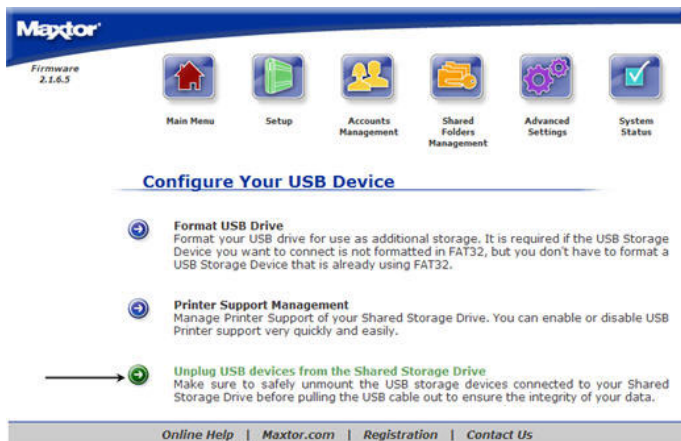 Maxtor
Firmware
2.1.6.5
Main Menu
Setup
Accounts
Management
Shared
Folders
Management
Advanced
Settings
System
Status
Configure Your USB Device
Format USB Drive
Format your USB drive for use as additional storage. It is required if the USB Storage
Device you want to connect is not formatted in FAT32, but you don't have to format a
USB Storage Device that is already using FAT32.
Printer Support Management
Manage Printer Support of your Shared Storage Drive. You can enable or disable USB
Printer support very quickly and easily.
Unplug USB devices from the Shared Storage Drive
Make sure to safely unmount the USB storage devices connected to your Shared
Storage Drive before pulling the USB cable out to ensure the integrity of your data.
Online Help | Maxtor.com | Registration | Contact Us